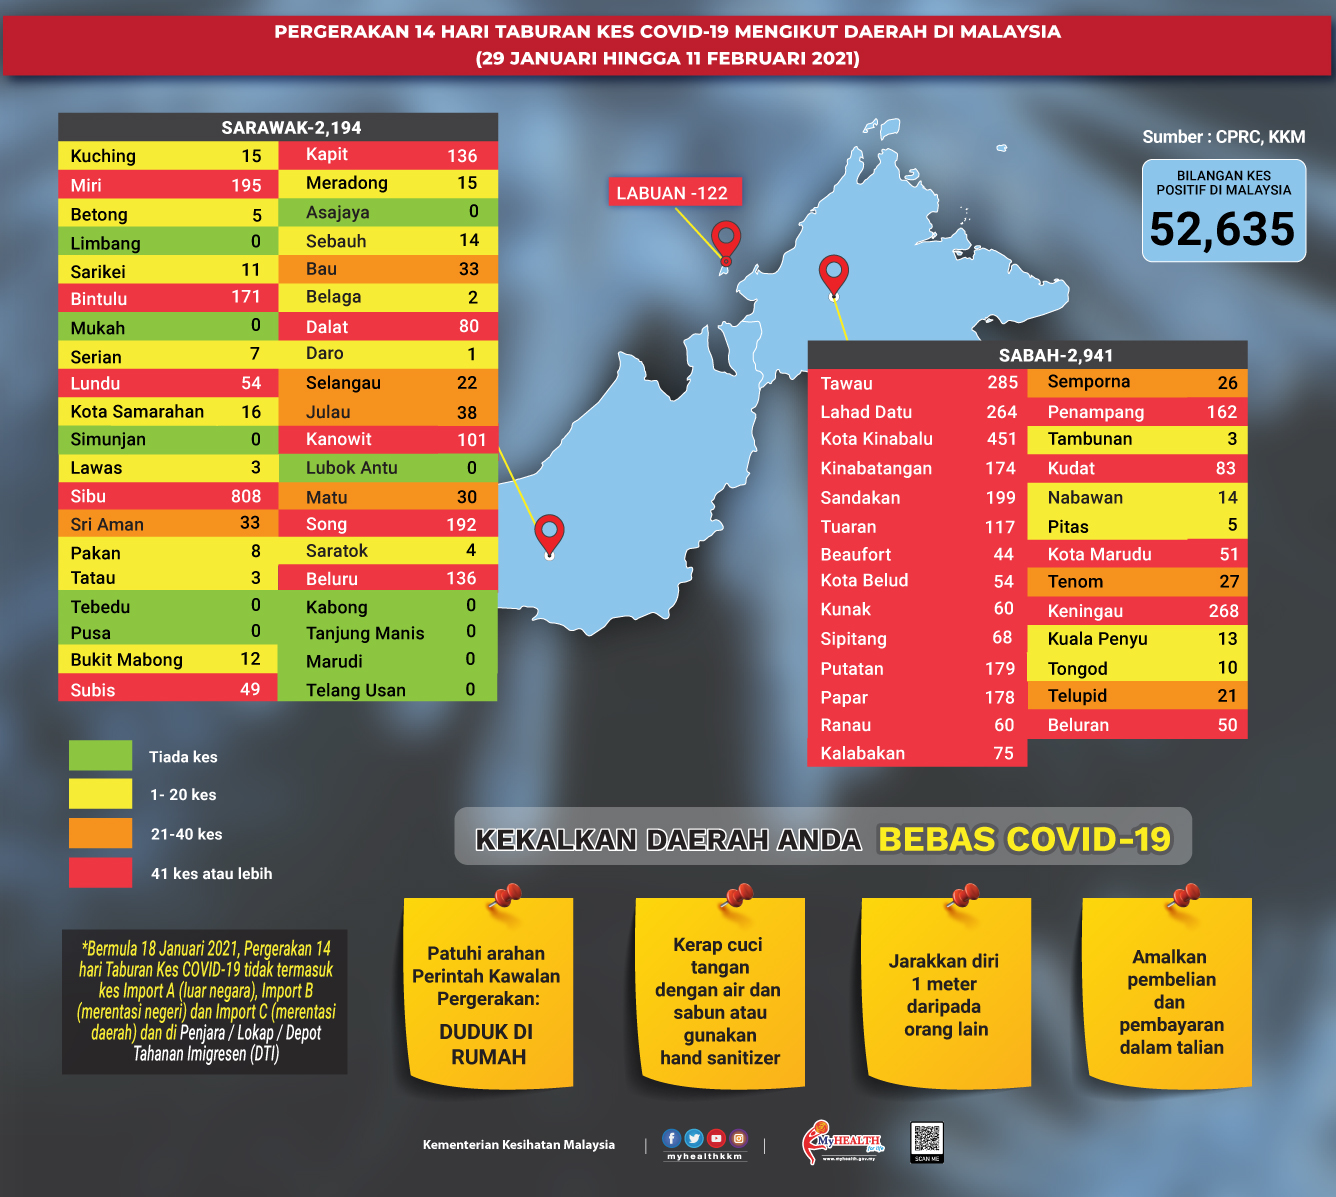 PERGERAKAN 14 HARI TABURAN KES COVID-19 MENGIKUT DAERAH DI MALAYSIA
(29 JANUARI HINGGA 11 FEBRUARI 2021)
Sumber : CPRC, KKM
BILANGAN KES
POSITIF DI MALAYSIA
52,635
LABUAN -122
SARAWAK-2,194
Kuching 15 Kapit 136
Miri 195 Meradong 15
Betong 5 Asajaya 0
Limbang 0 Sebauh 14
Sarikei 11 Bau 33
Bintulu 171 Belaga 2
Mukah 0 Dalat 80
Serian 7 Daro 1
Lundu 54 Selangau 22
Kota Samarahan 16 Julau 38
Simunjan 0 Kanowit 101
Lawas 3 Lubok Antu 0
Sibu 808 Matu 30
Sri Aman 33 Song 192
Pakan 8 Saratok 4
Tatau 3 Beluru 136
Tebedu 0 Kabong 0
Pusa 0 Tanjung Manis 0
Bukit Mabong 12 Marudi 0
Subis 49 Telang Usan 0
SABAH-2,941
Tawau 285 Semporna 26
Lahad Datu 264 Penampang 162
Kota Kinabalu 451 Tambunan 3
Kinabatangan 174 Kudat 83
Sandakan 199 Nabawan 14
Tuaran 117 Pitas 5
Beaufort 44 Kota Marudu 51
Kota Belud 54 Tenom 27
Kunak 60 Keningau 268
Sipitang 68 Kuala Penyu 13
Putatan 179 Tongod 10
Papar 178 Telupid 21
Ranau 60 Beluran 50
Kalabakan 75
Tiada kes
1- 20 kes
21-40 kes
41 kes atau lebih
*Bermula 18 Januari 2021, Pergerakan 14
hari Taburan Kes COVID-19 tidak termasuk
kes Import A (luar negara), Import B
(merentasi negeri) dan Import C (merentasi
daerah) dan di Penjara / Lokap / Depot
Tahanan Imigresen (DTI)
KEKALKAN DAERAH ANDA BEBAS COVID-19
Patuhi arahan
Perintah Kawalan
Pergerakan:
DUDUK DI
RUMAH
Kerap cuci
tangan
dengan air dan
sabun atau
gunakan
hand sanitizer
Jarakkan diri
1 meter
daripada
orang lain
Amalkan
pembelian
dan
pembayaran
dalam talian
Kementerian Kesihatan Malaysia
myhealthkkm
MyHEALTH
for life
www.myhealth.gov.my
SCAN ME